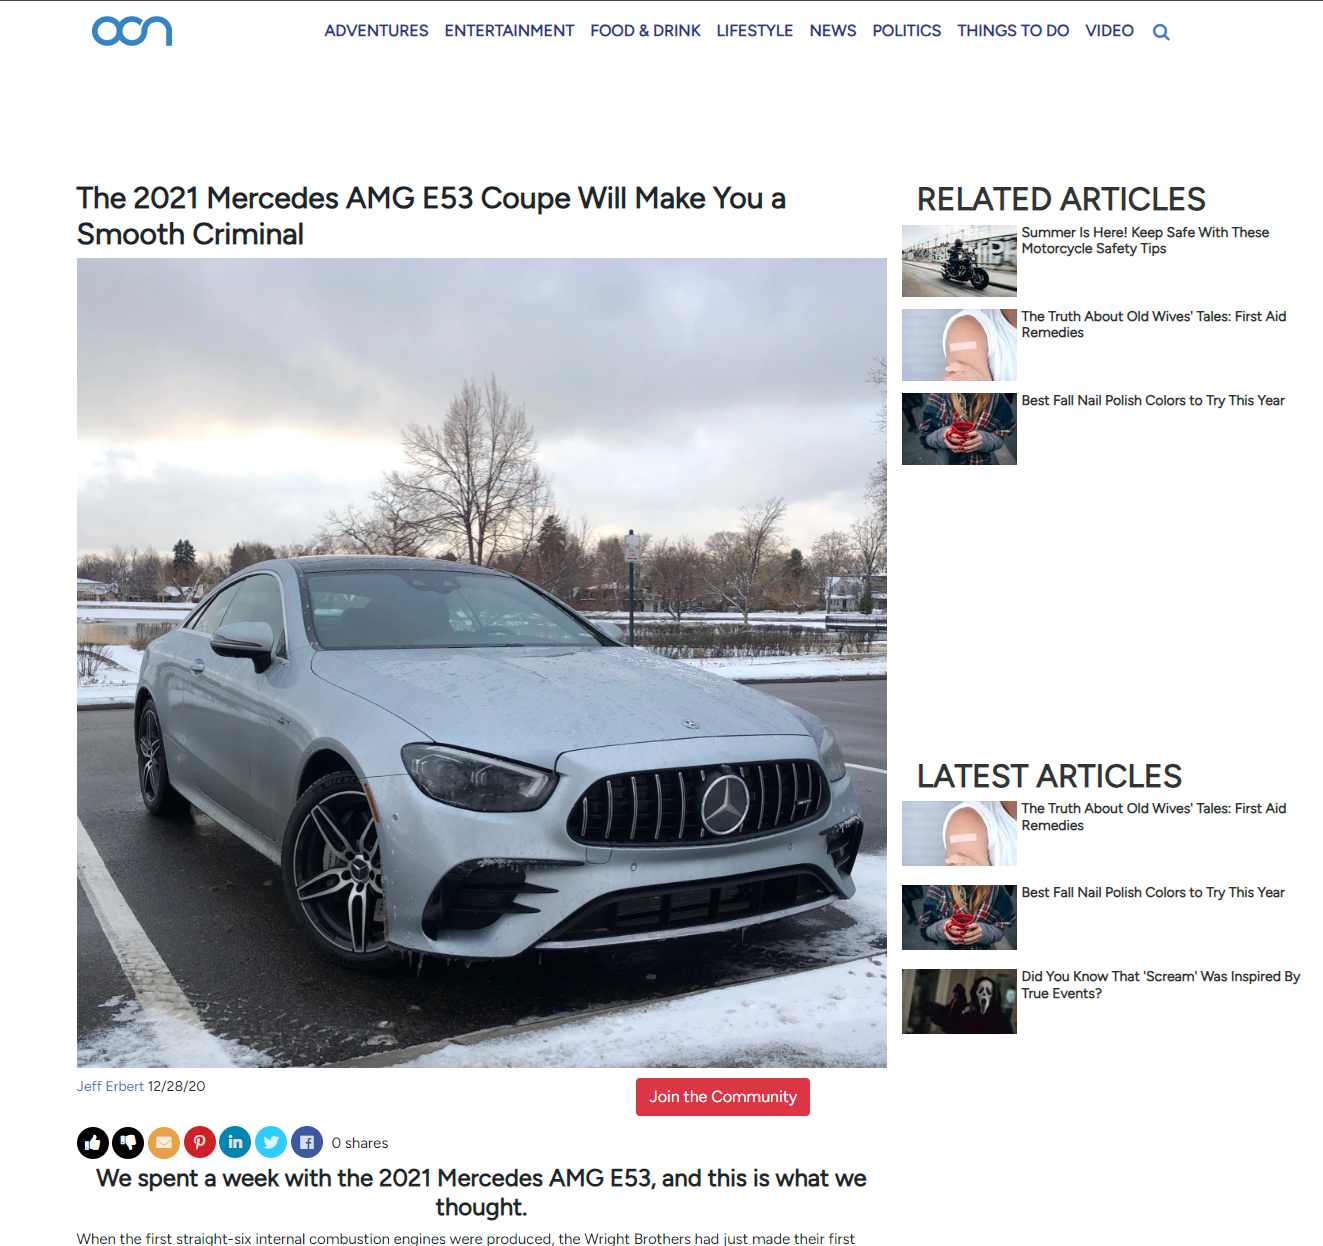 ocn
ADVENTURES ENTERTAINMENT FOOD & DRINK LIFESTYLE NEWS POLITICS THINGS TO DO VIDEO
The 2021 Mercedes AMG E53 Coupe Will Make You a
Smooth Criminal
Jeff Erbert 12/28/20
Join the Community
0 shares
We spent a week with the 2021 Mercedes AMG E53, and this is what we
thought.
When the first straight-six internal combustion engines were produced, the Wright Brothers had just made their first
RELATED ARTICLES
Summer Is Here! Keep Safe With These
Motorcycle Safety Tips
The Truth About Old Wives' Tales: First Aid
Remedies
Best Fall Nail Polish Colors to Try This Year
LATEST ARTICLES
The Truth About Old Wives' Tales: First Aid
Remedies
Best Fall Nail Polish Colors to Try This Year
Did You Know That 'Scream' Was Inspired By
True Events?